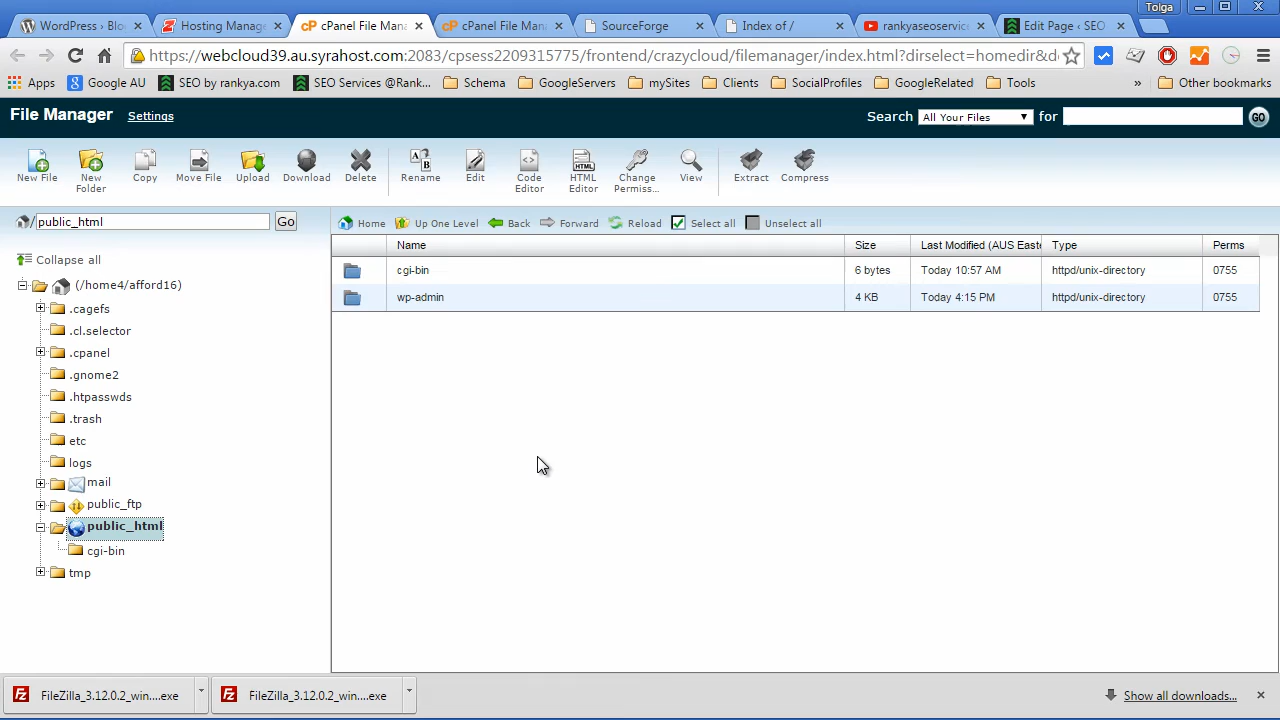 Tolga
WordPress › Blog
Hosting Manage
cPanel File Mana
cPanel File Mana
SourceForge
Index of /
rankyaseoservice
Edit Page ‹ SEO
https://webcloud39.au.syrahost.com:2083/cpsess2209315775/frontend/crazycloud/filemanager/index.html?dirselect=homedir&d
Apps
Google AU
SEO by rankya.com
SEO Services @Rank...
Schema
GoogleServers
mySites
Clients
SocialProfiles
GoogleRelated
Tools
»
Other bookmarks
File Manager
Settings
Search
All Your Files
for
GO
New File
New Folder
Copy
Move File
Upload
Download
Delete
Rename
Edit
Code Editor
HTML Editor
Change Permiss...
View
Extract
Compress
/
public_html
Go
Home
Up One Level
Back
Forward
Reload
Select all
Unselect all
Collapse all
(/home4/afford16)
.cagefs
.cl.selector
.cpanel
.gnome2
.htpasswds
.trash
etc
logs
mail
public_ftp
public_html
cgi-bin
tmp
Name
Size
Last Modified (AUS Easte
Type
Perms
cgi-bin
6 bytes
Today 10:57 AM
httpd/unix-directory
0755
wp-admin
4 KB
Today 4:15 PM
httpd/unix-directory
0755
FileZilla_3.12.0.2_win....exe
FileZilla_3.12.0.2_win....exe
Show all downloads...